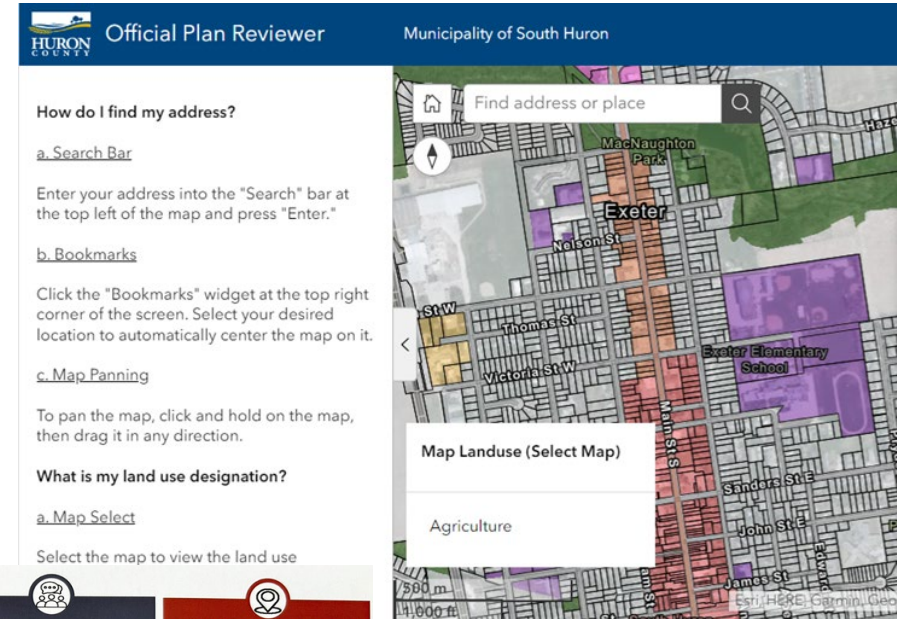 HURON
COUNTY
Official Plan Reviewer
Municipality of South Huron
How do I find my address?
a. Search Bar
Enter your address into the "Search" bar at
the top left of the map and press "Enter."
b. Bookmarks
Click the "Bookmarks" widget at the top right
corner of the screen. Select your desired
location to automatically center the map on it.
c. Map Panning
To pan the map, click and hold on the map,
then drag it in any direction.
What is my land use designation?
a. Map Select
Select the map to view the land use
Find address or place
MacNaughton
Park
Exeter
Nelson St
St W
Thomas St
Victoria St W
Exeter Elementary
School
Main St S
Sanders St E
John St E
James St
Map Landuse (Select Map)
Agriculture
500 m
1,000 ft
Esri, HERE, Garmin, Geo